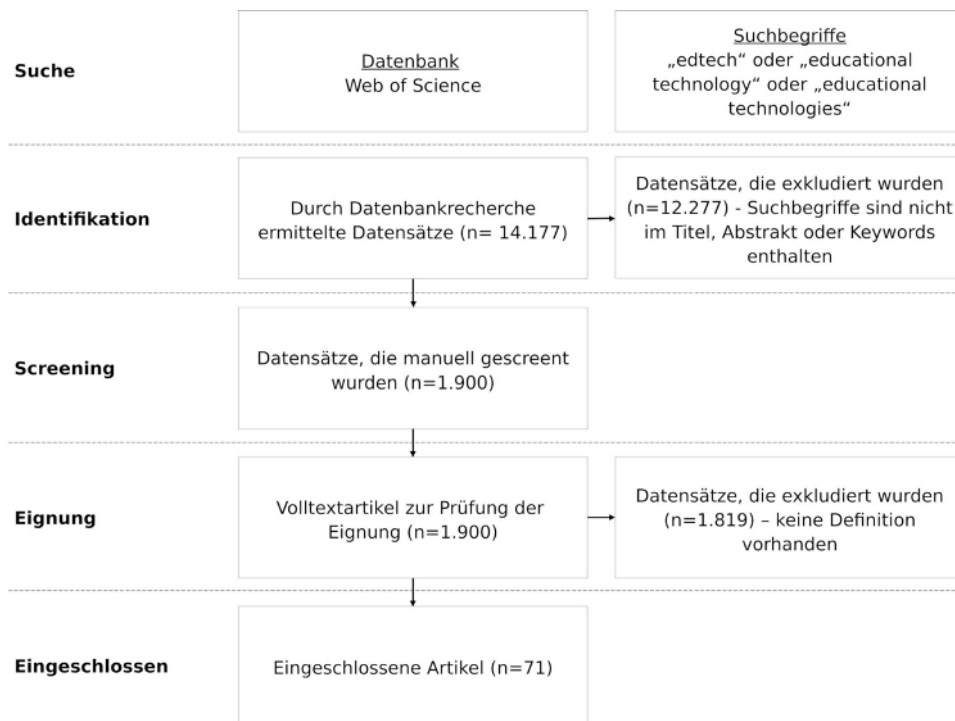 Suche
Datenbank
Web of Science
Suchbegriffe
„edtech“ oder „educational
technology“ oder „educational
technologies“
Identifikation
Durch Datenbankrecherche
ermittelte Datensätze (n= 14.177)
Datensätze, die exkludiert wurden
(n=12.277) - Suchbegriffe sind nicht
im Titel, Abstrakt oder Keywords
enthalten
Screening
Datensätze, die manuell gescreent
wurden (n=1.900)
Eignung
Volltextartikel zur Prüfung der
Eignung (n=1.900)
Datensätze, die exkludiert wurden
(n=1.819) – keine Definition
vorhanden
Eingeschlossen
Eingeschlossene Artikel (n=71)